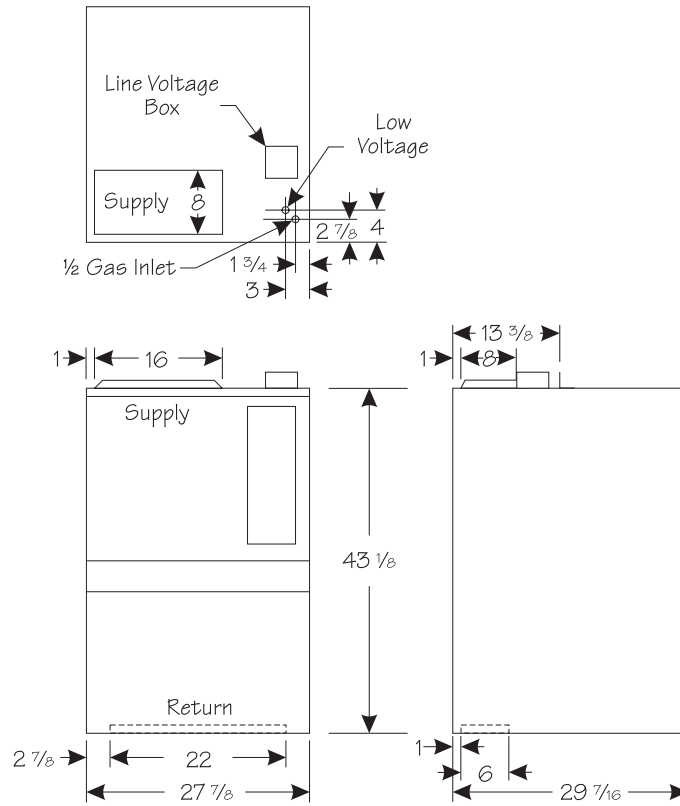 Line Voltage
Box
Low
Voltage
Supply 8
2 ⅞ 4
½ Gas Inlet
1 ¾
3
13 ⅜
1 16
1 8
Supply
43 ⅛
Return
2 ⅞ 22
1
6
27 ⅞
29 ⁷⁄₁₆